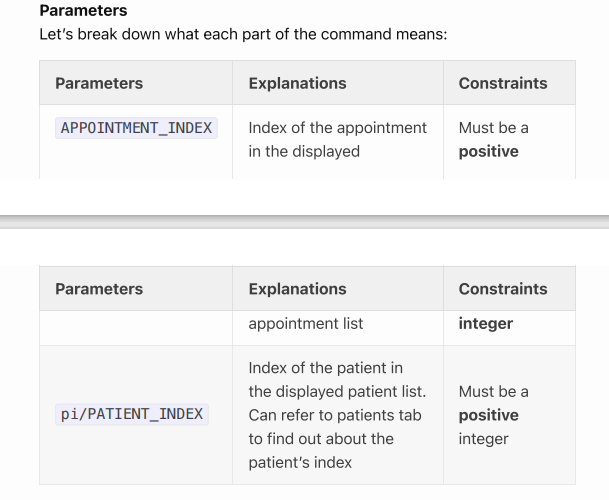 Parameters
Let's break down what each part of the command means:
Parameters Explanations Constraints
APPOINTMENT_INDEX Index of the appointment Must be a
in the displayed positive
Parameters Explanations Constraints
appointment list integer
Index of the patient in
the displayed patient list. Must be a
pi/PATIENT_INDEX Can refer to patients tab positive
to find out about the integer
patient's index